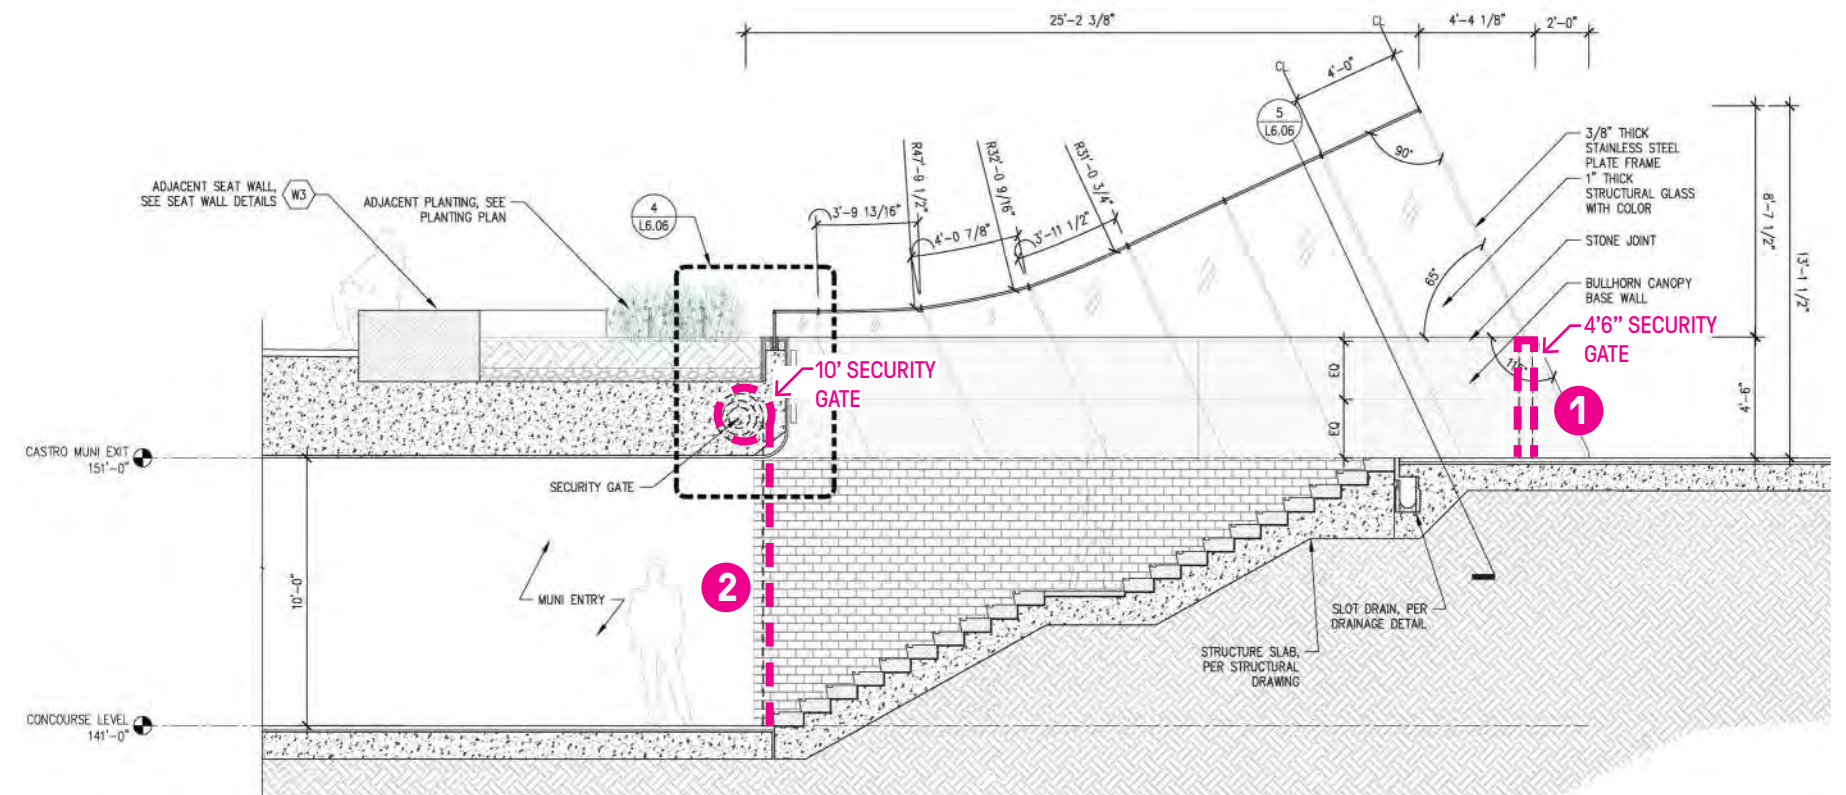 25'-2 3/8"
4'-4 1/8"
2'-0"
CL
CL
4'-0"
5
L6.06
90°
3/8" THICK
STAINLESS STEEL
PLATE FRAME
1" THICK
STRUCTURAL GLASS
WITH COLOR
STONE JOINT
BULLHORN CANOPY
BASE WALL
8'-7 1/2"
13'-1 1/2"
65°
ADJACENT SEAT WALL,
SEE SEAT WALL DETAILS
W3
ADJACENT PLANTING, SEE
PLANTING PLAN
4
L6.06
R47'-9 1/2"
R32'-0 9/16"
R31'-0 3/4"
3'-9 13/16"
4'-0 7/8"
3'-11 1/2"
4'6” SECURITY
GATE
10’ SECURITY
GATE
EQ
EQ
1
4'-6"
CASTRO MUNI EXIT
151'-0"
SECURITY GATE
2
10'-0"
MUNI ENTRY
SLOT DRAIN, PER
DRAINAGE DETAIL
STRUCTURE SLAB,
PER STRUCTURAL
DRAWING
CONCOURSE LEVEL
141'-0"